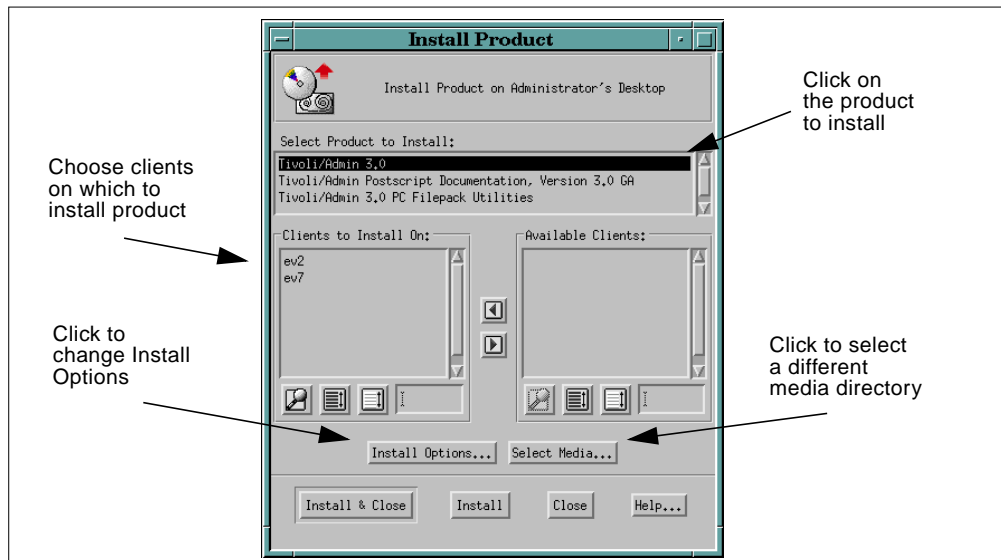 Install Product
Install Product on Administrator's Desktop
Click on
the product
to install
Select Product to Install:
Tivoli/Admin 3.0
Tivoli/Admin Postscript Documentation, Version 3.0 GA
Tivoli/Admin 3.0 PC Filepack Utilities
Choose clients
on which to
install product
Clients to Install On:
ev2
ev7
Available Clients:
Click to
change Install
Options
Click to select
a different
media directory
Install Options...
Select Media...
Install & Close
Install
Close
Help...